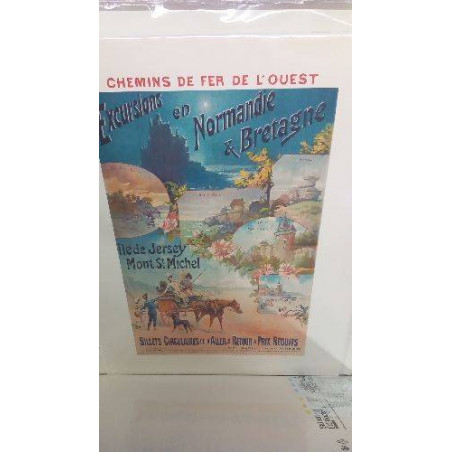 CHEMINS DE FER DE L'OUEST
EXCURSIONS en
Normandie
& Bretagne
Ile de Jersey
Mont St Michel
BILLETS CIRCULAIRES ALLER & RETOUR A PRIX RÉDUITS